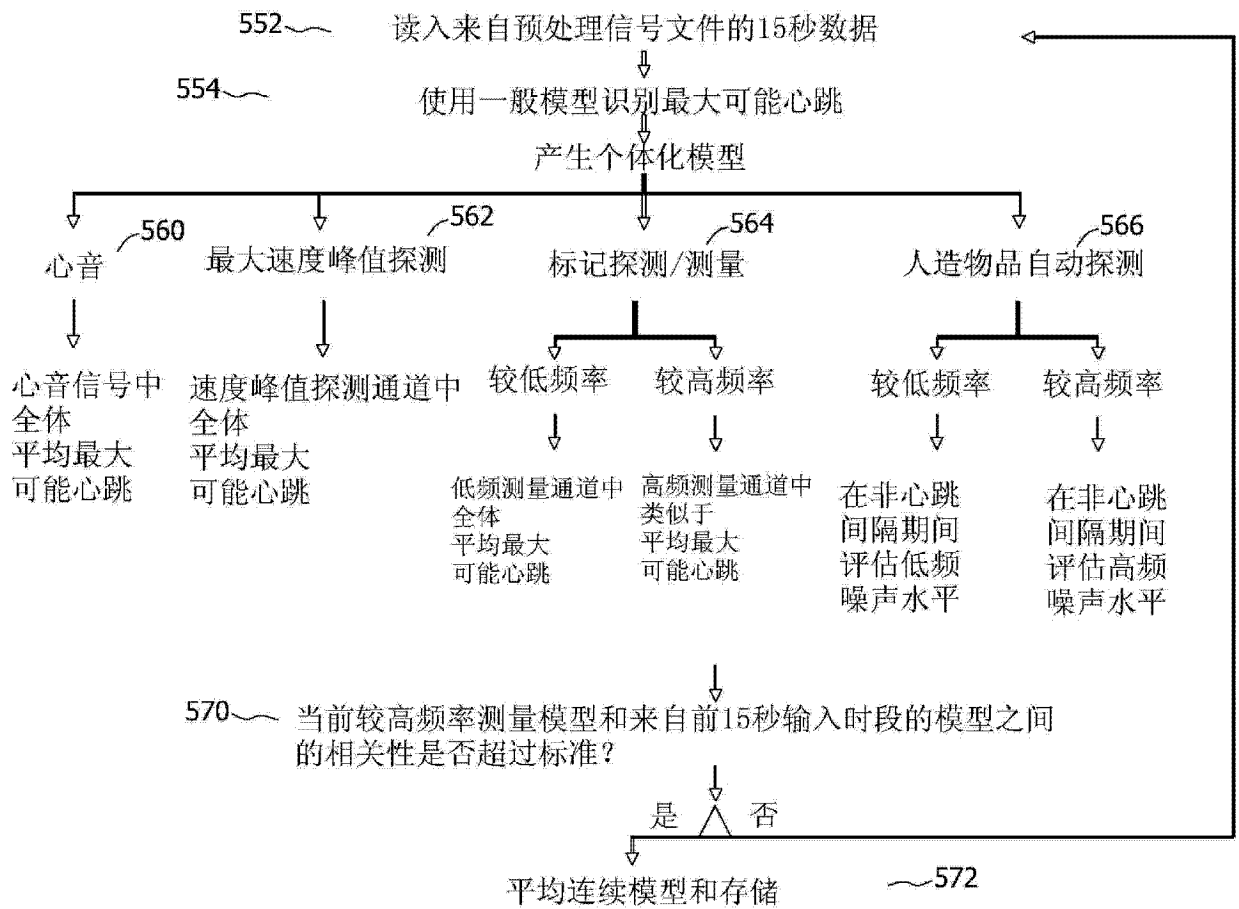 552
读入来自预处理信号文件的15秒数据
554
使用一般模型识别最大可能心跳
产生个体化模型
560
心音
562
最大速度峰值探测
564
标记探测/测量
566
人造物品自动探测
心音信号中
全体
平均最大
可能心跳
速度峰值探测通道中
全体
平均最大
可能心跳
较低频率
较高频率
较低频率
较高频率
低频测量通道中
全体
平均最大
可能心跳
高频测量通道中
类似于
平均最大
可能心跳
在非心跳
间隔期间
评估低频
噪声水平
在非心跳
间隔期间
评估高频
噪声水平
570
当前较高频率测量模型和来自前15秒输入时段的模型之间
的相关性是否超过标准？
是
否
平均连续模型和存储
572